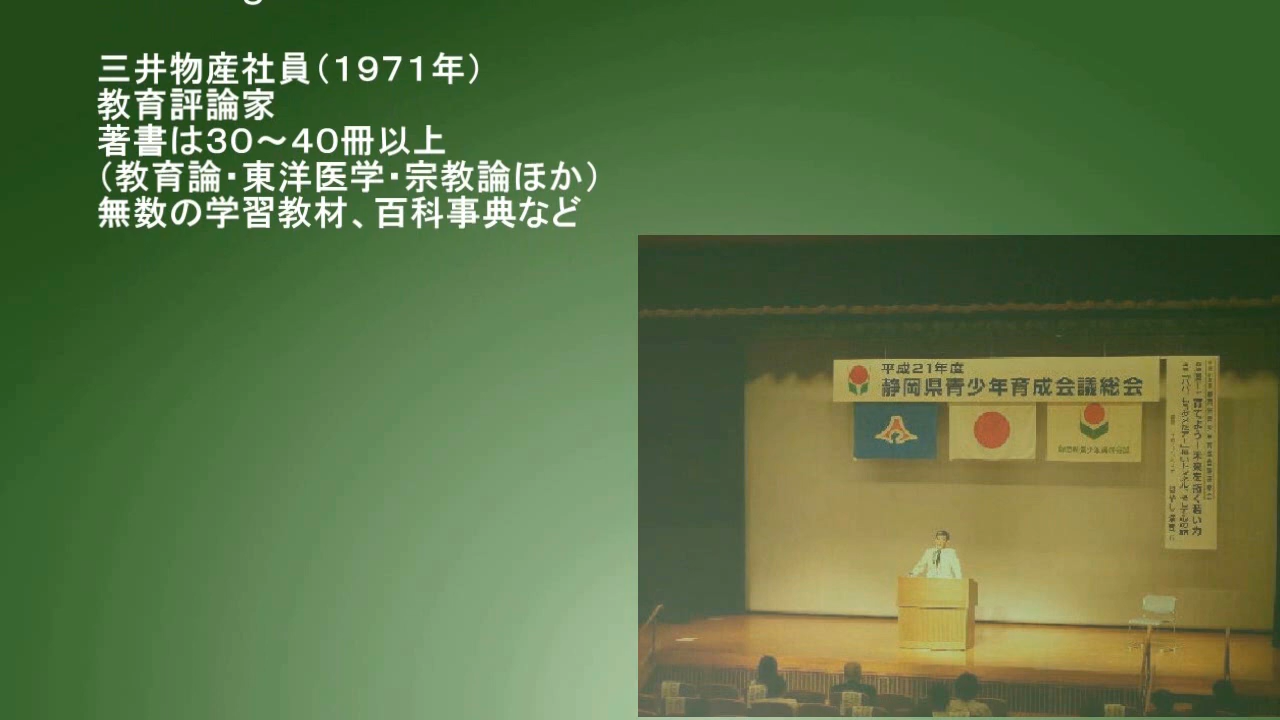 三井物産社員（1971年）
教育評論家
著書は30～40冊以上
（教育論・東洋医学・宗教論ほか）
無数の学習教材、百科事典など
平成21年度
静岡県青少年育成会議総会